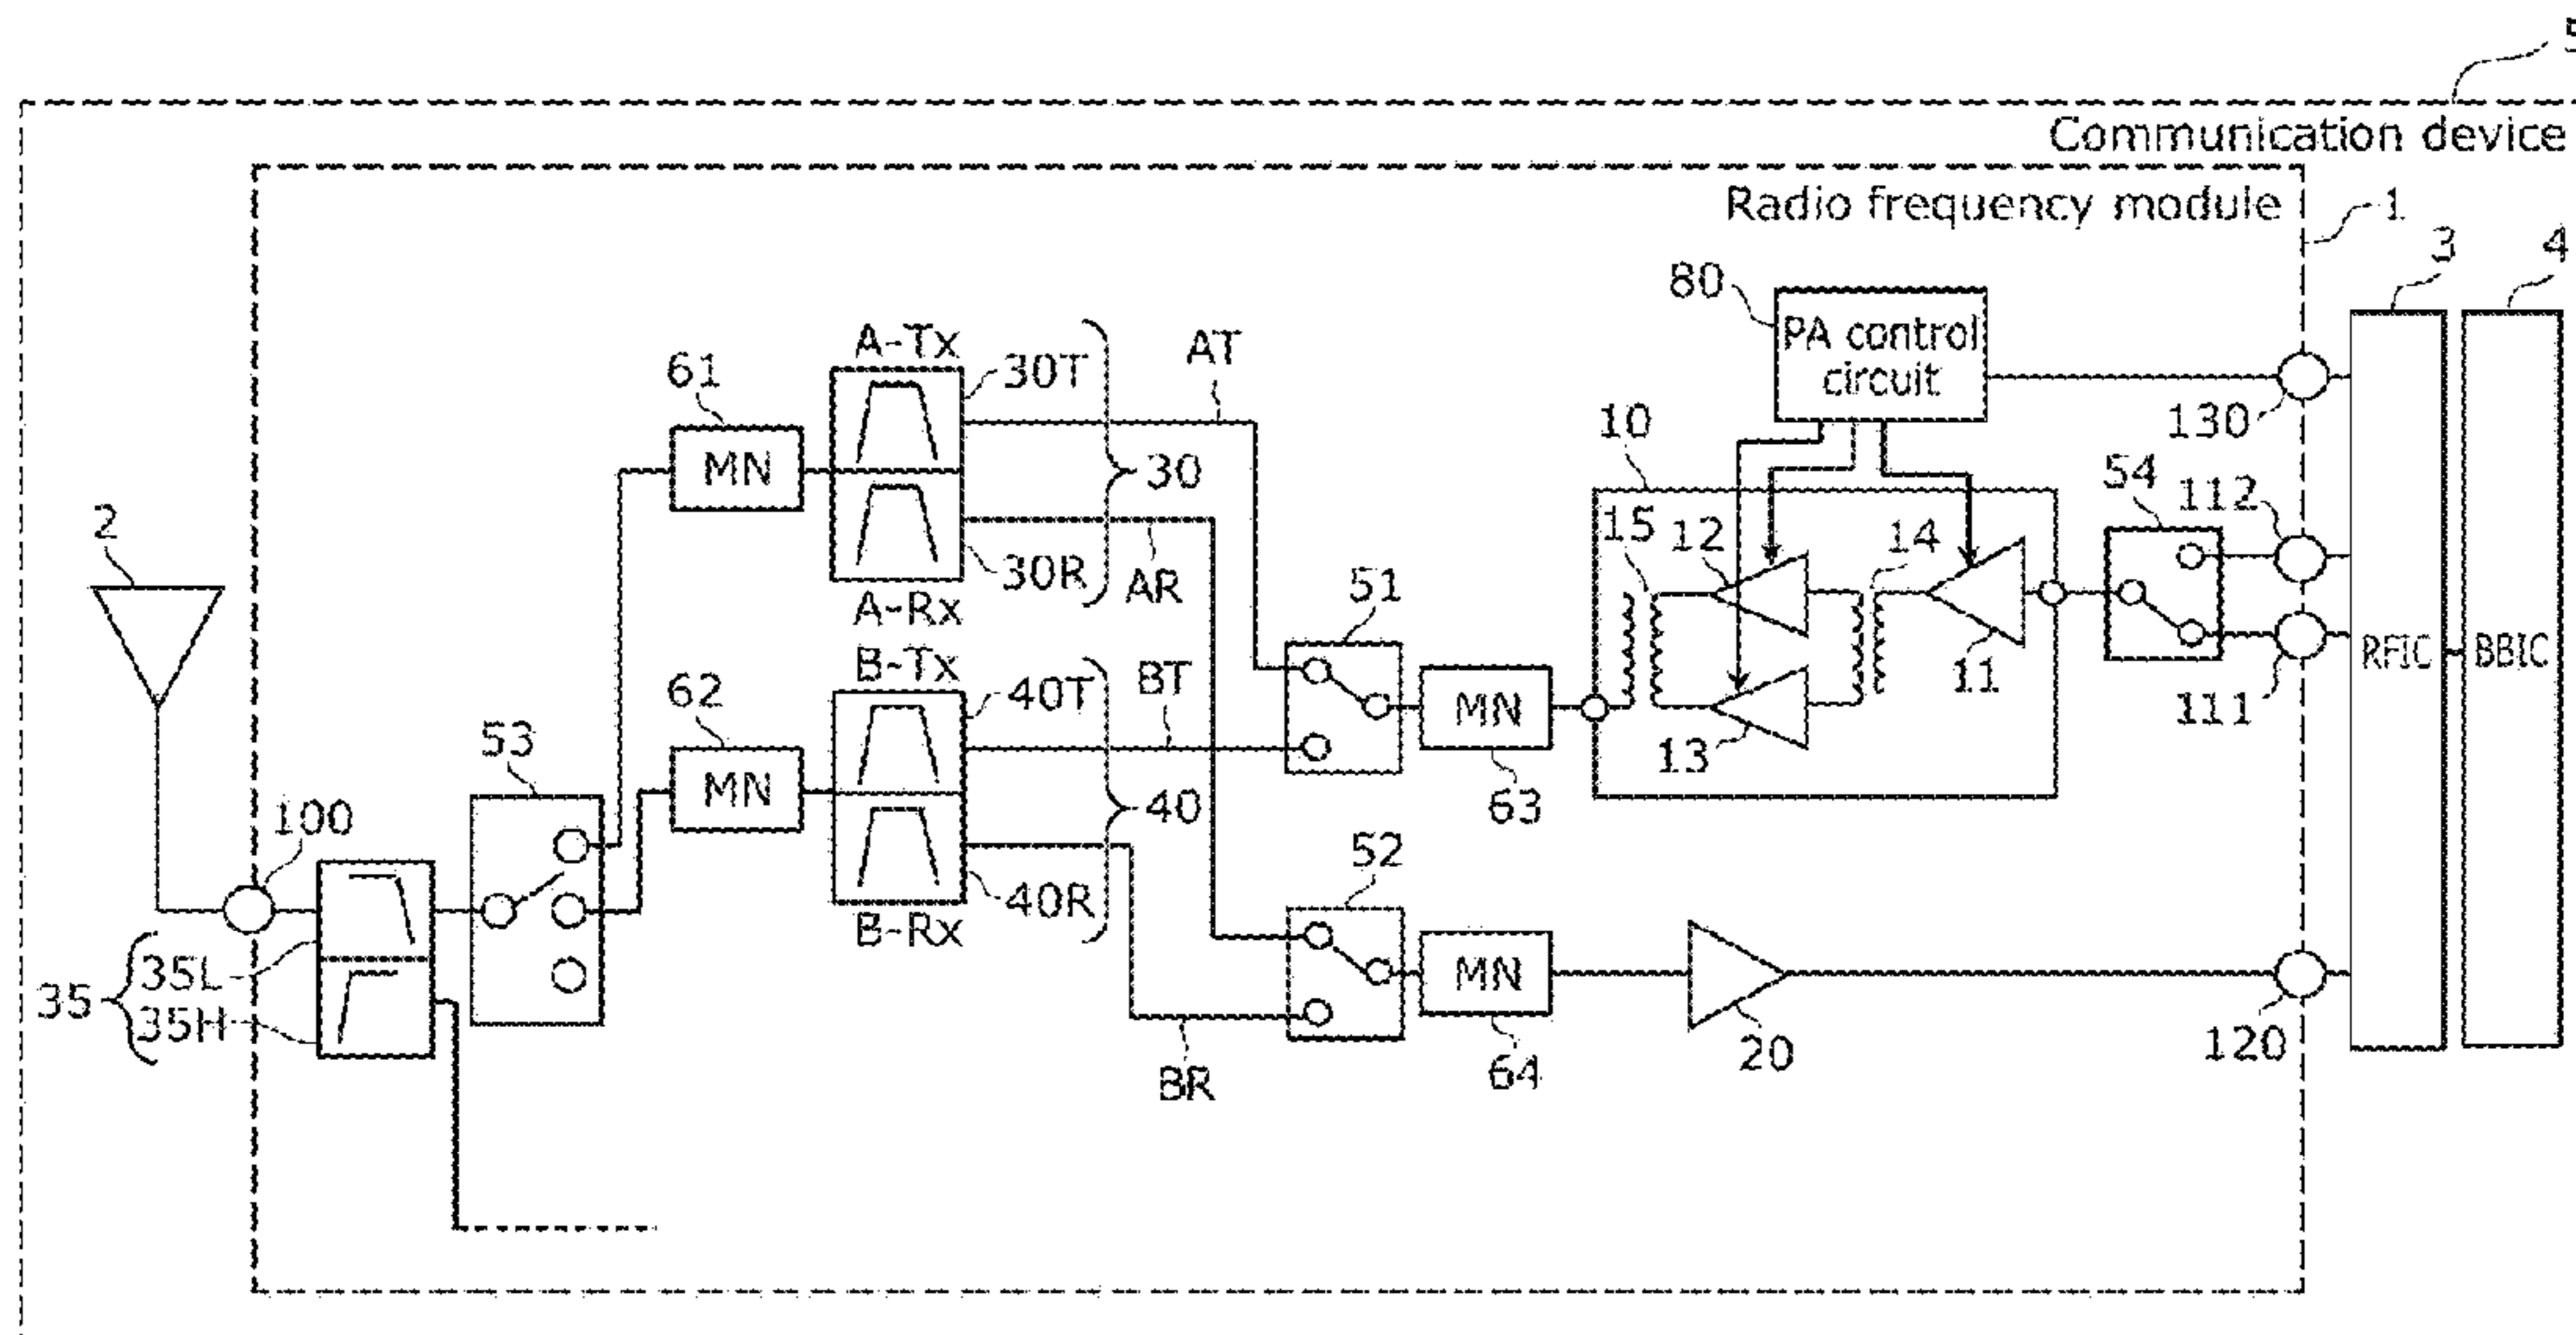 5
Communication device
Radio frequency module
1
3
4
80
PA control
circuit
A-Tx
AT
61
30T
130
10
MN
30
54
112
2
15
12
14
30R
AR
51
A-Rx
B-Tx
RFIC
BBIC
11
62
40T
BT
MN
111
53
13
MN
40
63
100
52
40R
B-Rx
35L
MN
35
35H
20
120
64
BR